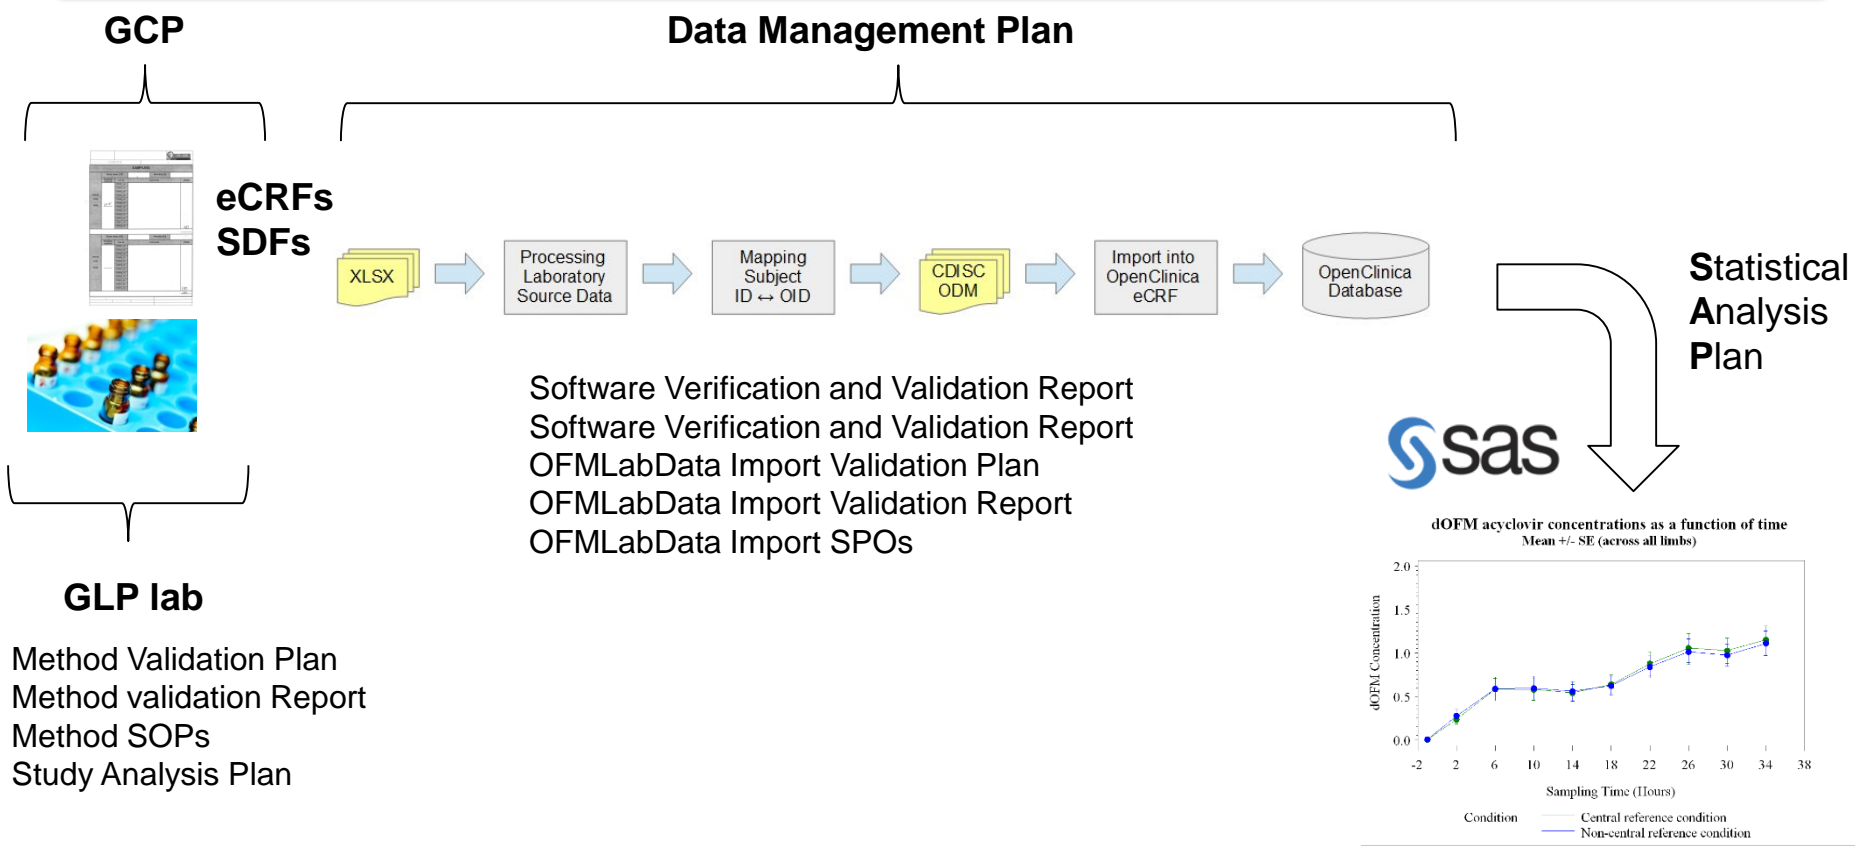 GCP
Data Management Plan
eCRFs
SDFs
XLSX
Processing
Laboratory
Source Data
Mapping
Subject
ID ↔ OID
CDISC
ODM
Import into
OpenClinica
eCRF
OpenClinica
Database
Statistical
Analysis
Plan
Software Verification and Validation Report
Software Verification and Validation Report
OFMLabData Import Validation Plan
OFMLabData Import Validation Report
OFMLabData Import SPOs
sas
GLP lab
Method Validation Plan
Method validation Report
Method SOPs
Study Analysis Plan
dOFM acyclovir concentrations as a function of time
Mean +/- SE (across all limbs)
dOFM Concentration
2.0
1.5
1.0
0.5
0.0
-2 2 6 10 14 18 22 26 30 34 38
Sampling Time (Hours)
Condition
Central reference condition
Non-central reference condition